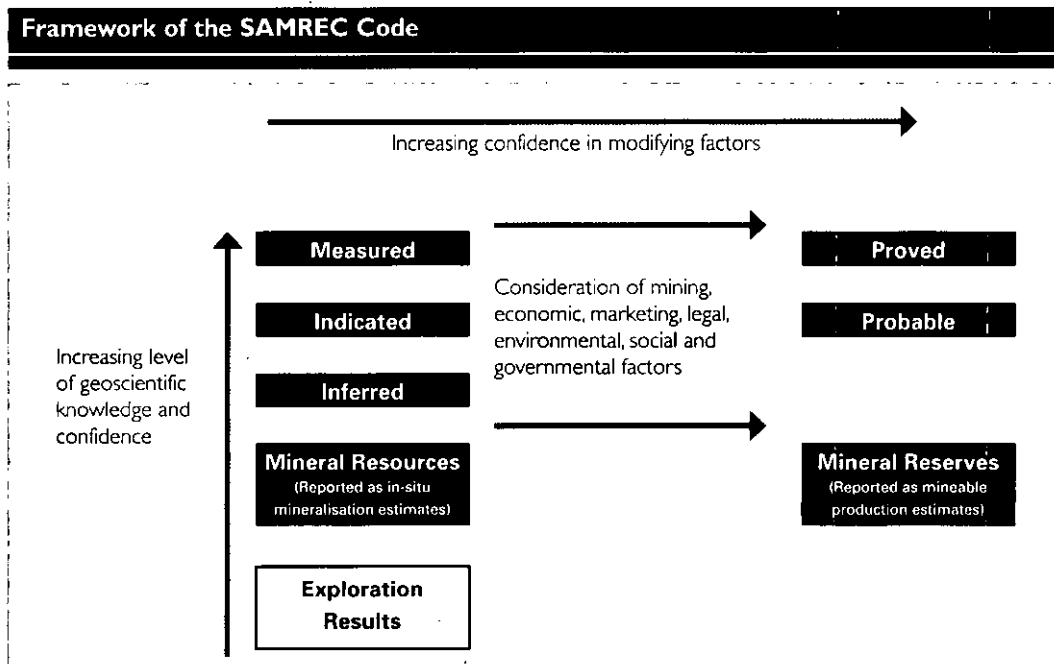 Framework of the SAMREC Code
Increasing confidence in modifying factors
Measured
Proved
Consideration of mining,
economic, marketing, legal,
environmental, social and
governmental factors
Indicated
Probable
Increasing level
of geoscientific
knowledge and
confidence
Inferred
Mineral Resources
(Reported as in-situ
mineralisation estimates)
Mineral Reserves
(Reported as mineable
production estimates)
Exploration
Results